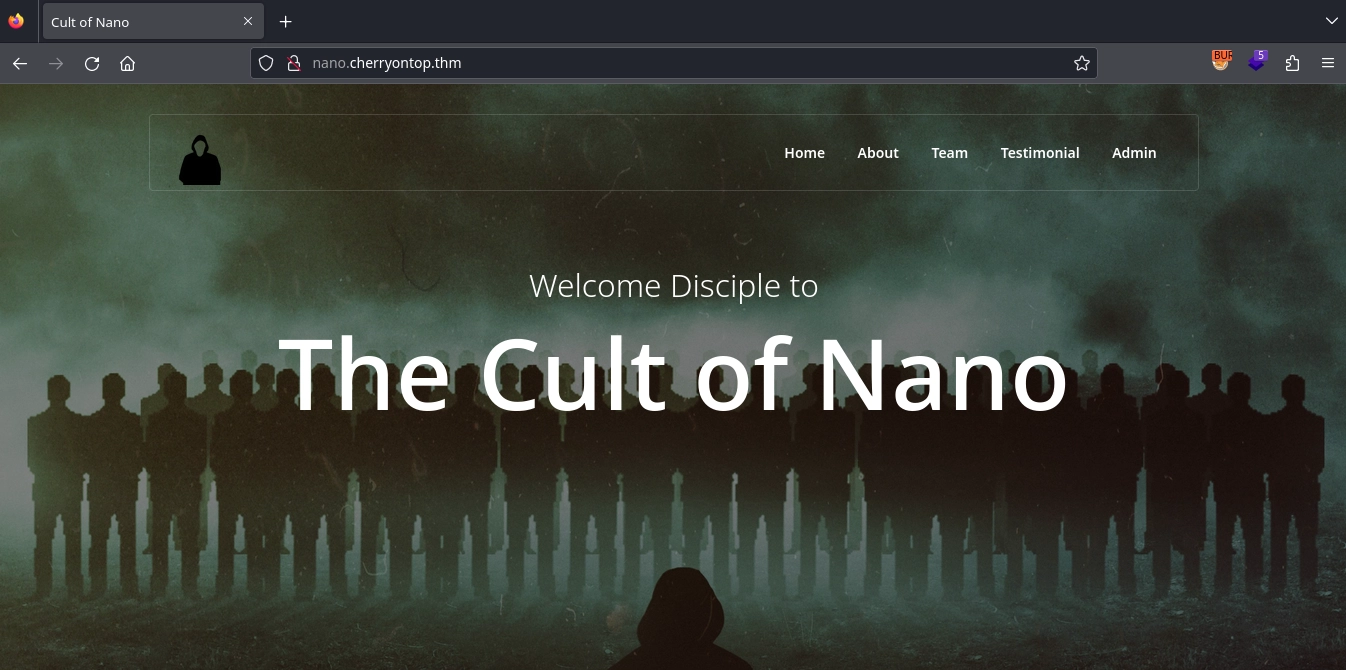 Cult of Nano
nano.cherryontop.thm
BUR
5
Home About Team Testimonial Admin
Welcome Disciple to
The Cult of Nano